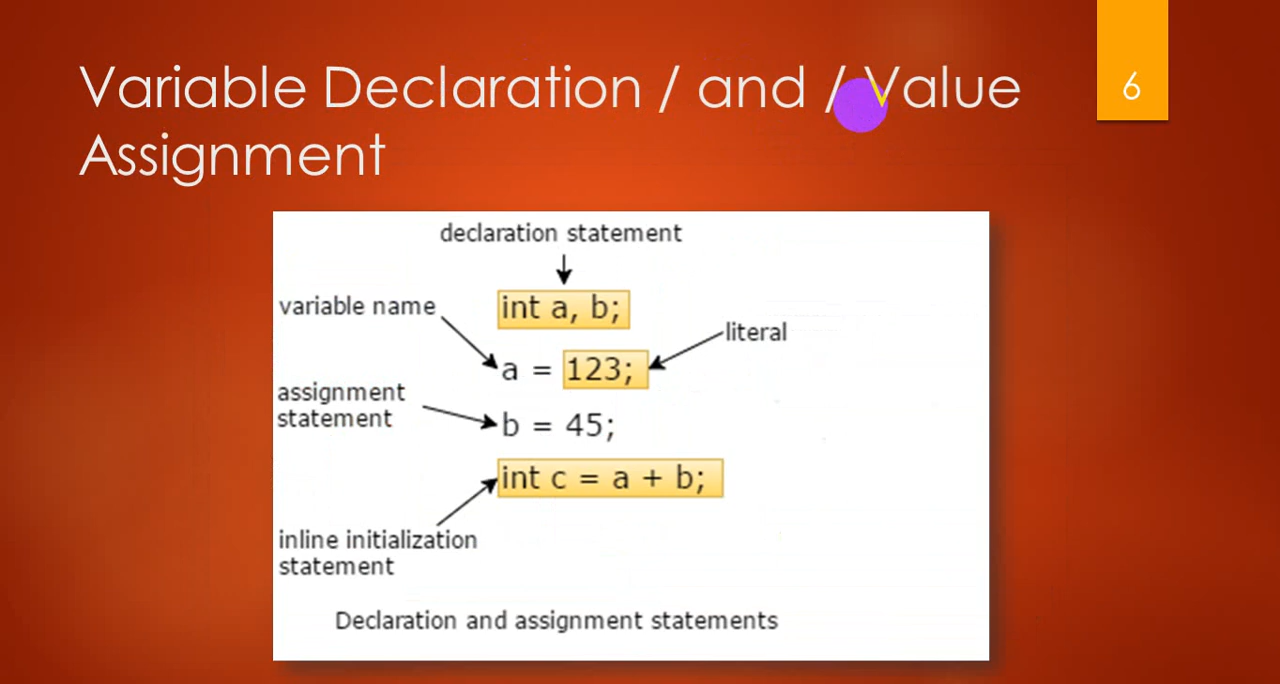 Variable Declaration / and / Value
Assignment
6
declaration statement
variable name
int a, b;
literal
a = 123;
assignment
statement
b = 45;
int c = a + b;
inline initialization
statement
Declaration and assignment statements